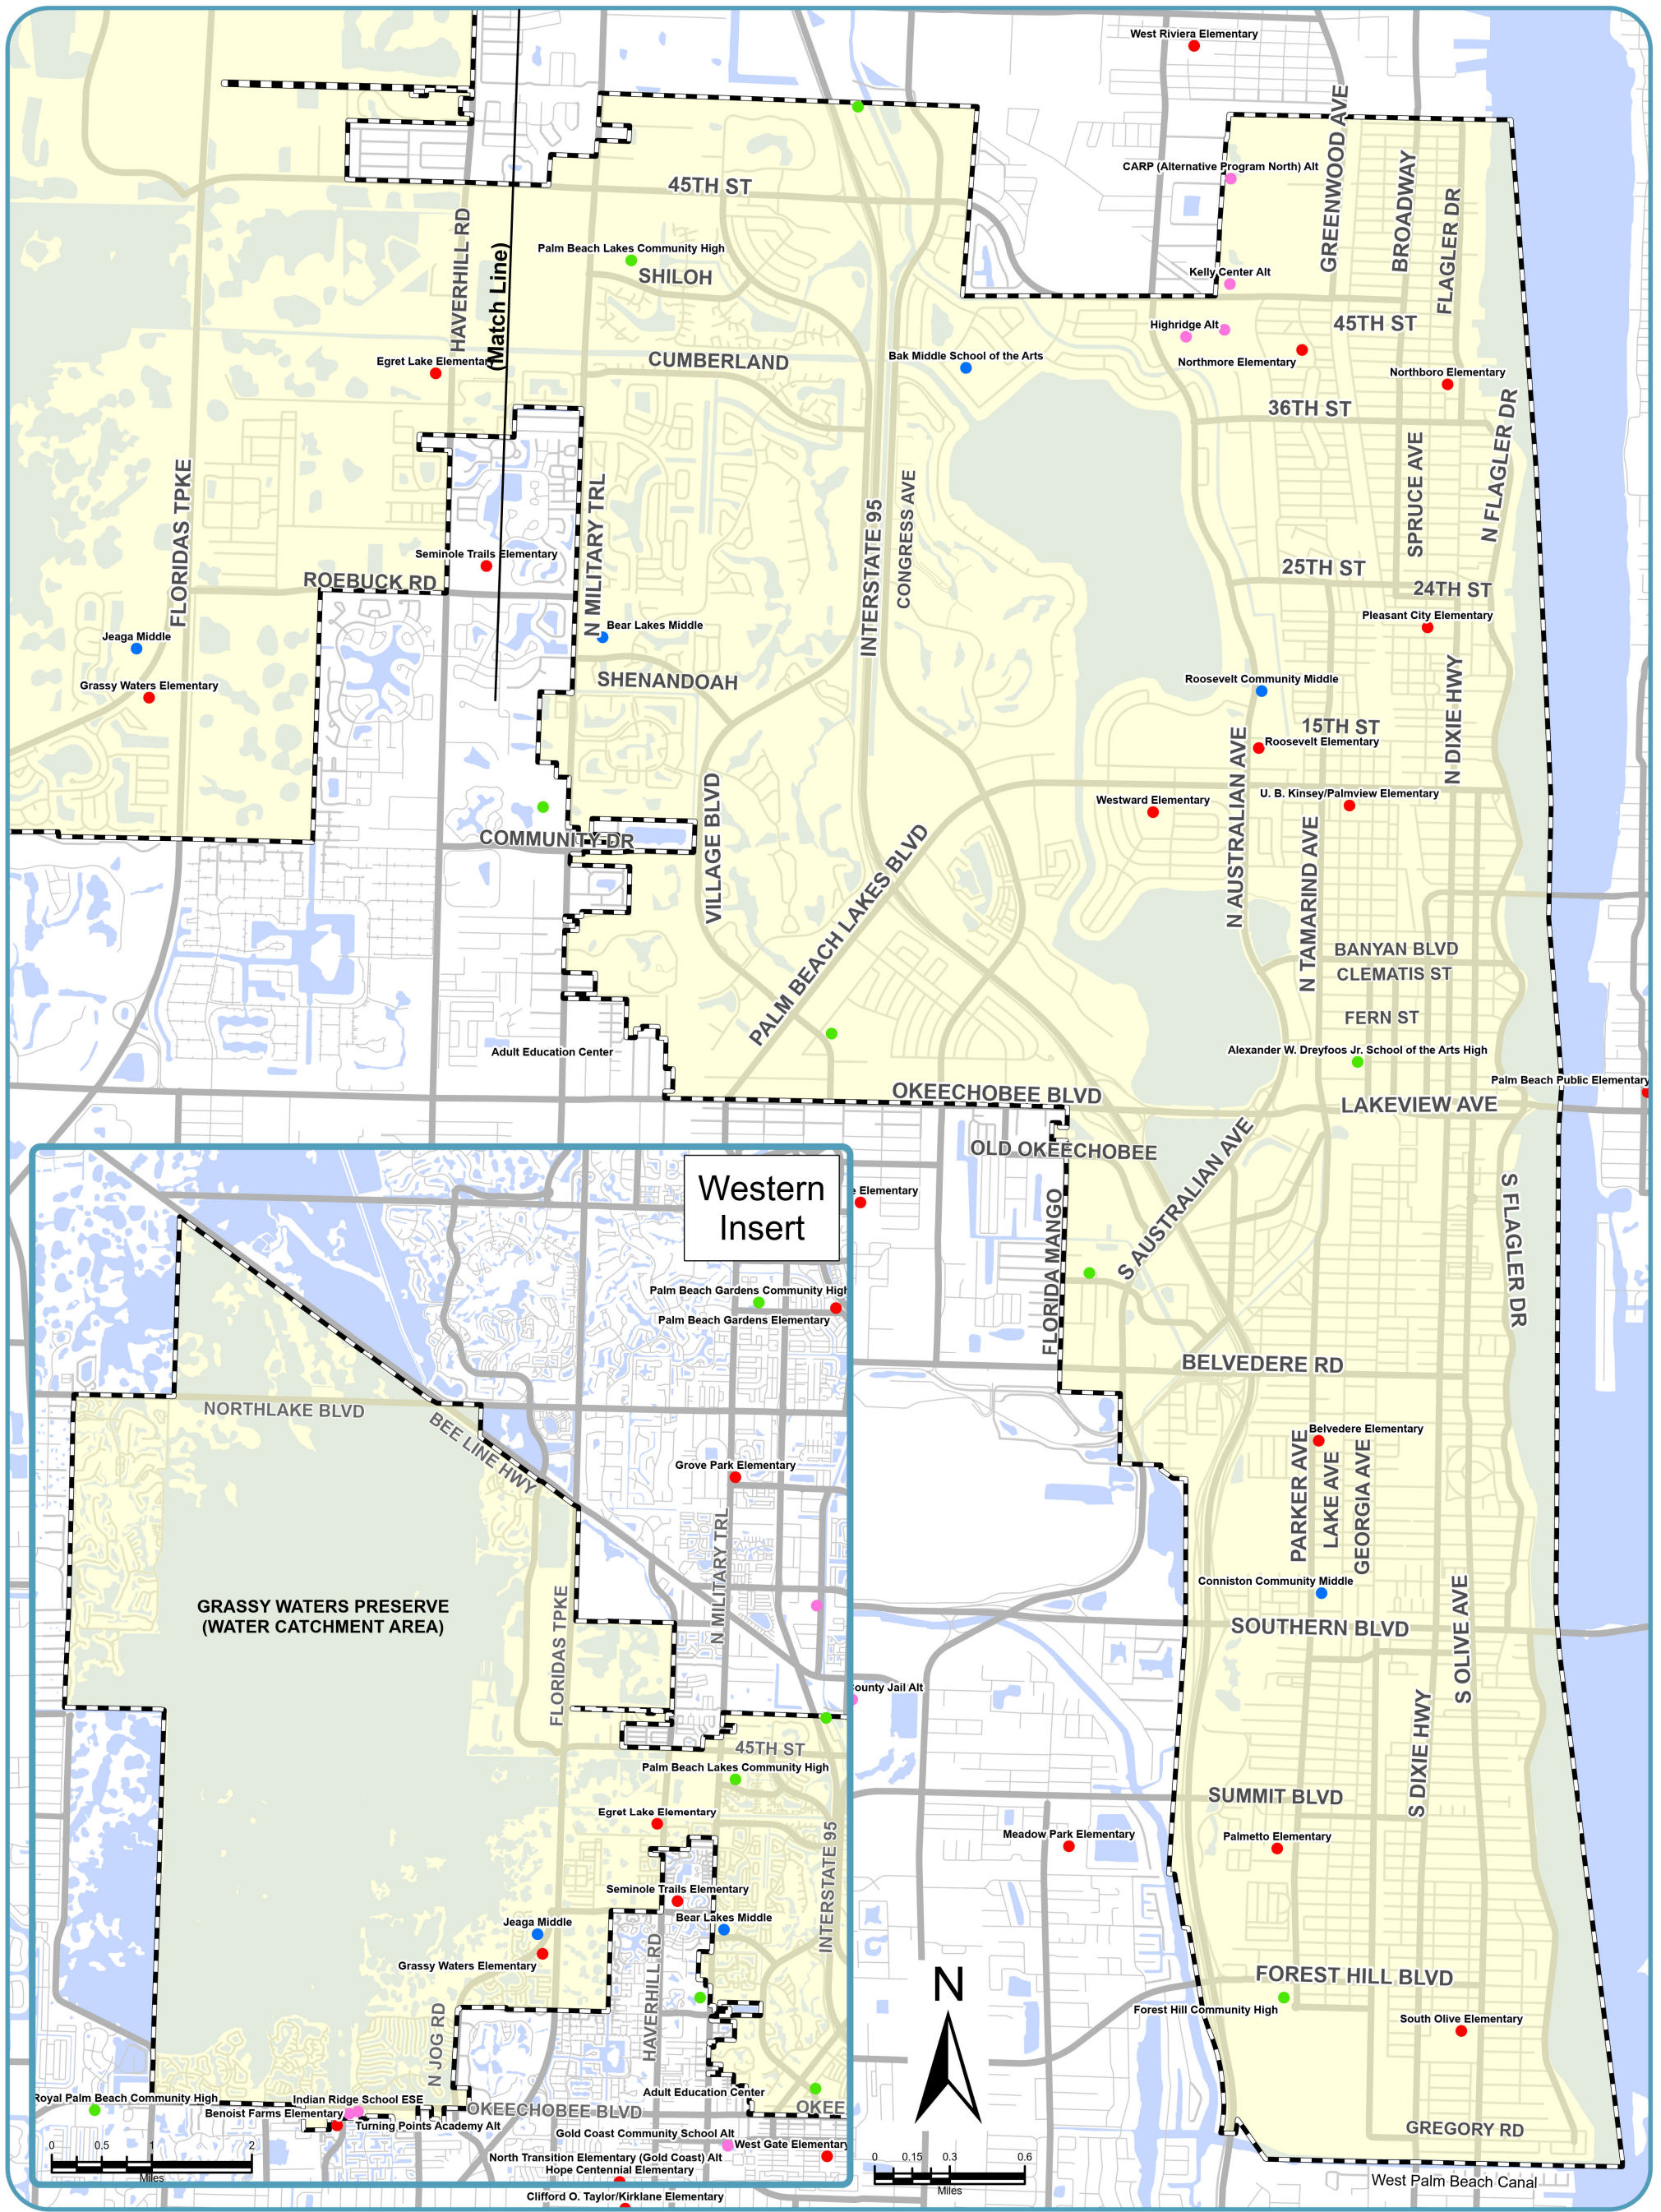 West Riviera Elementary
GREENWOOD AVE
CARP (Alternative Program North) Alt
BROADWAY
45TH ST
FLAGLER DR
HAVERHILL RD
(Match Line)
Palm Beach Lakes Community High
SHILOH
Kelly Center Alt
Highridge Alt
45TH ST
Egret Lake Elementary
CUMBERLAND
Bak Middle School of the Arts
Northmore Elementary
Northboro Elementary
36TH ST
N FLAGLER DR
FLORIDAS TPKE
N MILITARY TRL
INTERSTATE 95
CONGRESS AVE
SPRUCE AVE
Seminole Trails Elementary
ROEBUCK RD
25TH ST
24TH ST
Pleasant City Elementary
Jeaga Middle
Bear Lakes Middle
Grassy Waters Elementary
SHENANDOAH
Roosevelt Community Middle
N DIXIE HWY
15TH ST
Roosevelt Elementary
N AUSTRALIAN AVE
Westward Elementary
U. B. Kinsey/Palmview Elementary
COMMUNITY DR
VILLAGE BLVD
PALM BEACH LAKES BLVD
N TAMARIND AVE
BANYAN BLVD
CLEMATIS ST
FERN ST
Adult Education Center
Alexander W. Dreyfoos Jr. School of the Arts High
Palm Beach Public Elementary
OKEECHOBEE BLVD
LAKEVIEW AVE
OLD OKEECHOBEE
S AUSTRALIAN AVE
FLORIDA MANGO
S FLAGLER DR
e Elementary
BELVEDERE RD
Belvedere Elementary
PARKER AVE
LAKE AVE
GEORGIA AVE
Conniston Community Middle
SOUTHERN BLVD
S OLIVE AVE
ounty Jail Alt
S DIXIE HWY
SUMMIT BLVD
Meadow Park Elementary
Palmetto Elementary
FOREST HILL BLVD
Forest Hill Community High
South Olive Elementary
GREGORY RD
West Palm Beach Canal
N
0 0.15 0.3 0.6
Miles
Western
Insert
Palm Beach Gardens Community High
Palm Beach Gardens Elementary
NORTHLAKE BLVD
BEE LINE HWY
Grove Park Elementary
N MILITARY TRL
GRASSY WATERS PRESERVE
(WATER CATCHMENT AREA)
FLORIDAS TPKE
45TH ST
Palm Beach Lakes Community High
Egret Lake Elementary
INTERSTATE 95
Seminole Trails Elementary
Bear Lakes Middle
Jeaga Middle
Grassy Waters Elementary
HAVERHILL RD
N JOG RD
Adult Education Center
Royal Palm Beach Community High
Indian Ridge School ESE
Benoist Farms Elementary
Turning Points Academy Alt
OKEECHOBEE BLVD
OKEE
Gold Coast Community School Alt
West Gate Elementary
North Transition Elementary (Gold Coast) Alt
Hope Centennial Elementary
0 0.5 1 2
Miles
Clifford O. Taylor/Kirklane Elementary